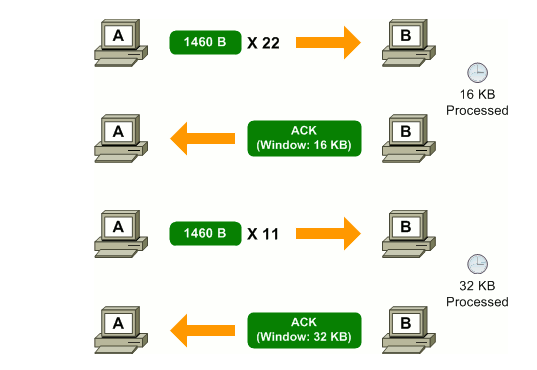 A
1460 B X 22
B
16 KB
Processed
A
ACK
(Window: 16 KB)
B
A
1460 B X 11
B
32 KB
Processed
A
ACK
(Window: 32 KB)
B